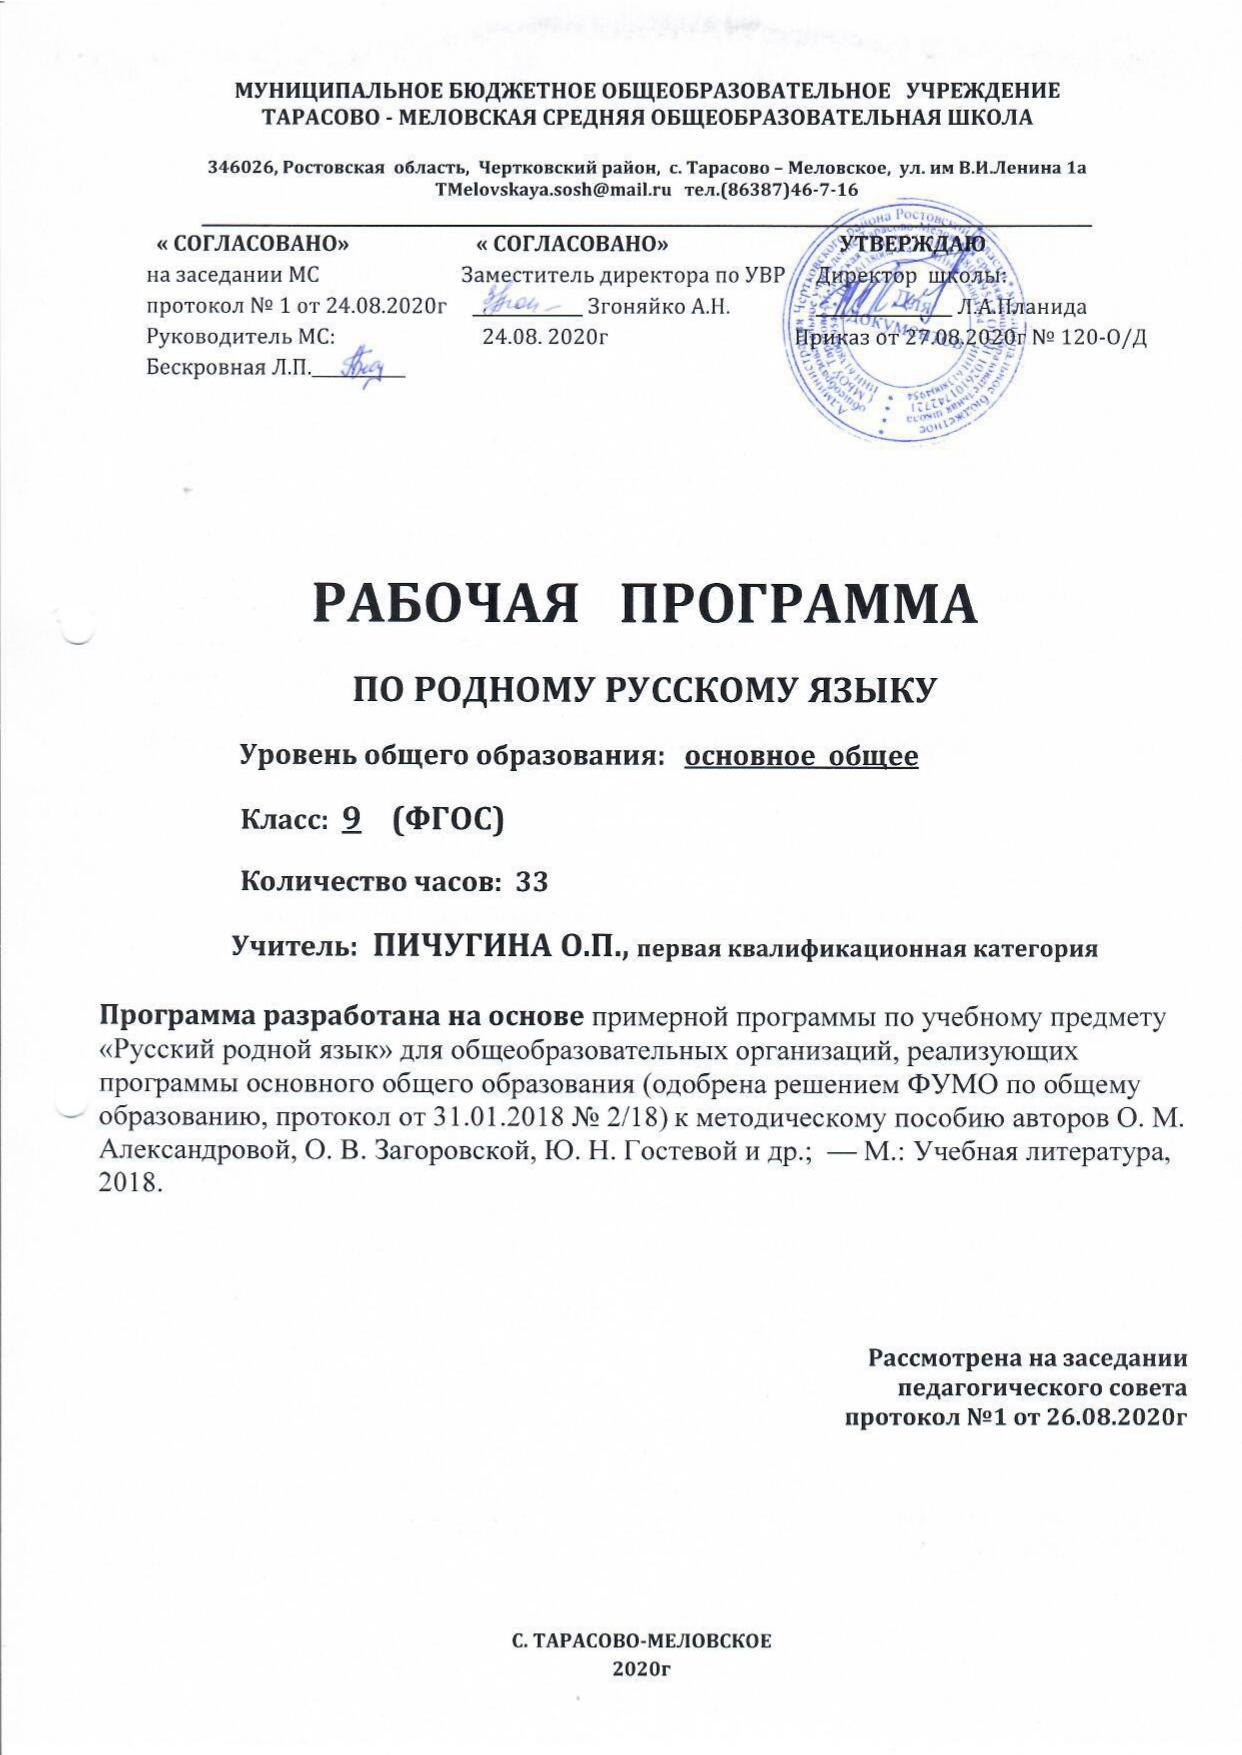 МУНИЦИПАЛЬНОЕ БЮДЖЕТНОЕ ОБЩЕОБРАЗОВАТЕЛЬНОЕ УЧРЕЖДЕНИЕ
ТАРАСОВО - МЕЛОВСКАЯ СРЕДНЯЯ ОБЩЕОБРАЗОВАТЕЛЬНАЯ ШКОЛА
346026, Ростовская область, Чертковский район, с. Тарасово – Меловское, ул. им В.И.Ленина 1а
TMelovskaya.sosh@mail.ru тел.(86387)46-7-16
« СОГЛАСОВАНО» « СОГЛАСОВАНО» УТВЕРЖДАЮ
на заседании МС Заместитель директора по УВР Директор школы:
протокол № 1 от 24.08.2020г Згоняйко А.Н. Л.А.Планида
Руководитель МС: 24.08. 2020г Приказ от 27.08.2020г № 120-О/Д
Бескровная Л.П.
Для
ДОКУМЕНТОВ
РАБОЧАЯ ПРОГРАММА
ПО РОДНОМУ РУССКОМУ ЯЗЫКУ
Уровень общего образования: основное общее
Класс: 9 (ФГОС)
Количество часов: 33
Учитель: ПИЧУГИНА О.П., первая квалификационная категория
Программа разработана на основе примерной программы по учебному предмету
«Русский родной язык» для общеобразовательных организаций, реализующих
программы основного общего образования (одобрена решением ФУМО по общему
образованию, протокол от 31.01.2018 № 2/18) к методическому пособию авторов О. М.
Александровой, О. В. Загоровской, Ю. Н. Гостевой и др.; — М.: Учебная литература,
2018.
Рассмотрена на заседании
педагогического совета
протокол №1 от 26.08.2020г
С. ТАРАСОВО-МЕЛОВСКОЕ
2020г